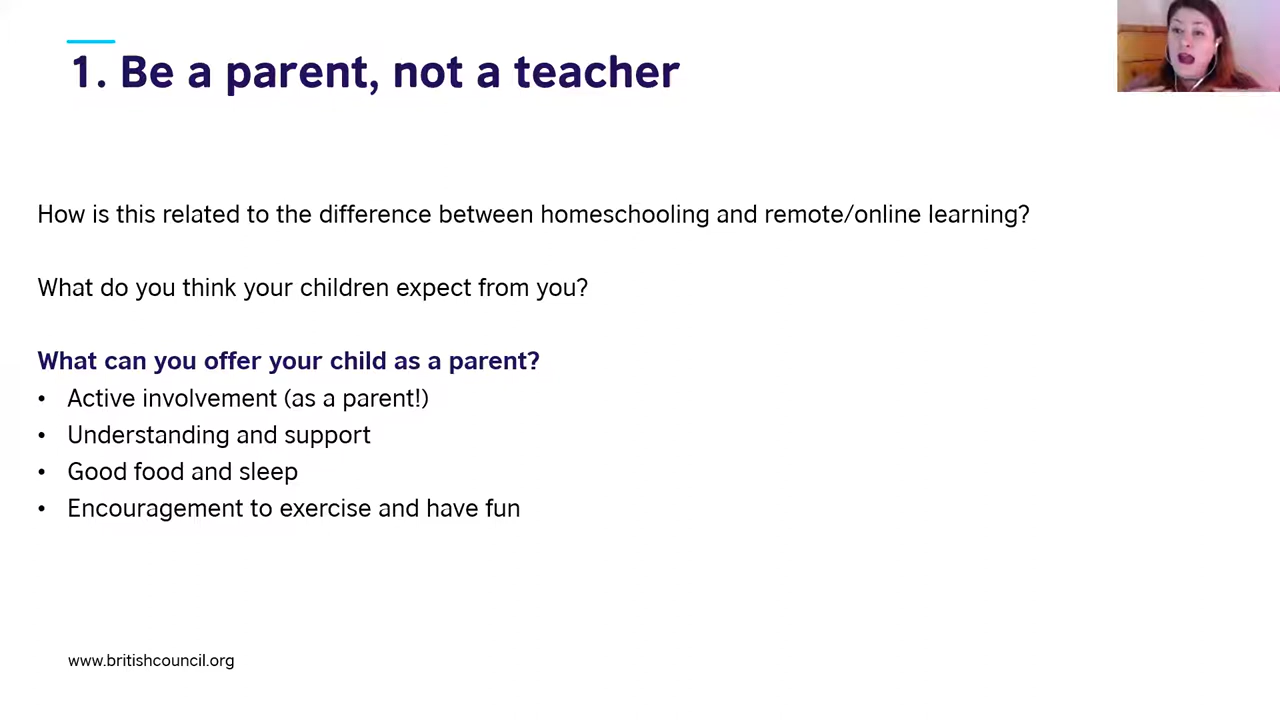 1. Be a parent, not a teacher
How is this related to the difference between homeschooling and remote/online learning?
What do you think your children expect from you?
What can you offer your child as a parent?
• Active involvement (as a parent!)
• Understanding and support
• Good food and sleep
• Encouragement to exercise and have fun
www.britishcouncil.org